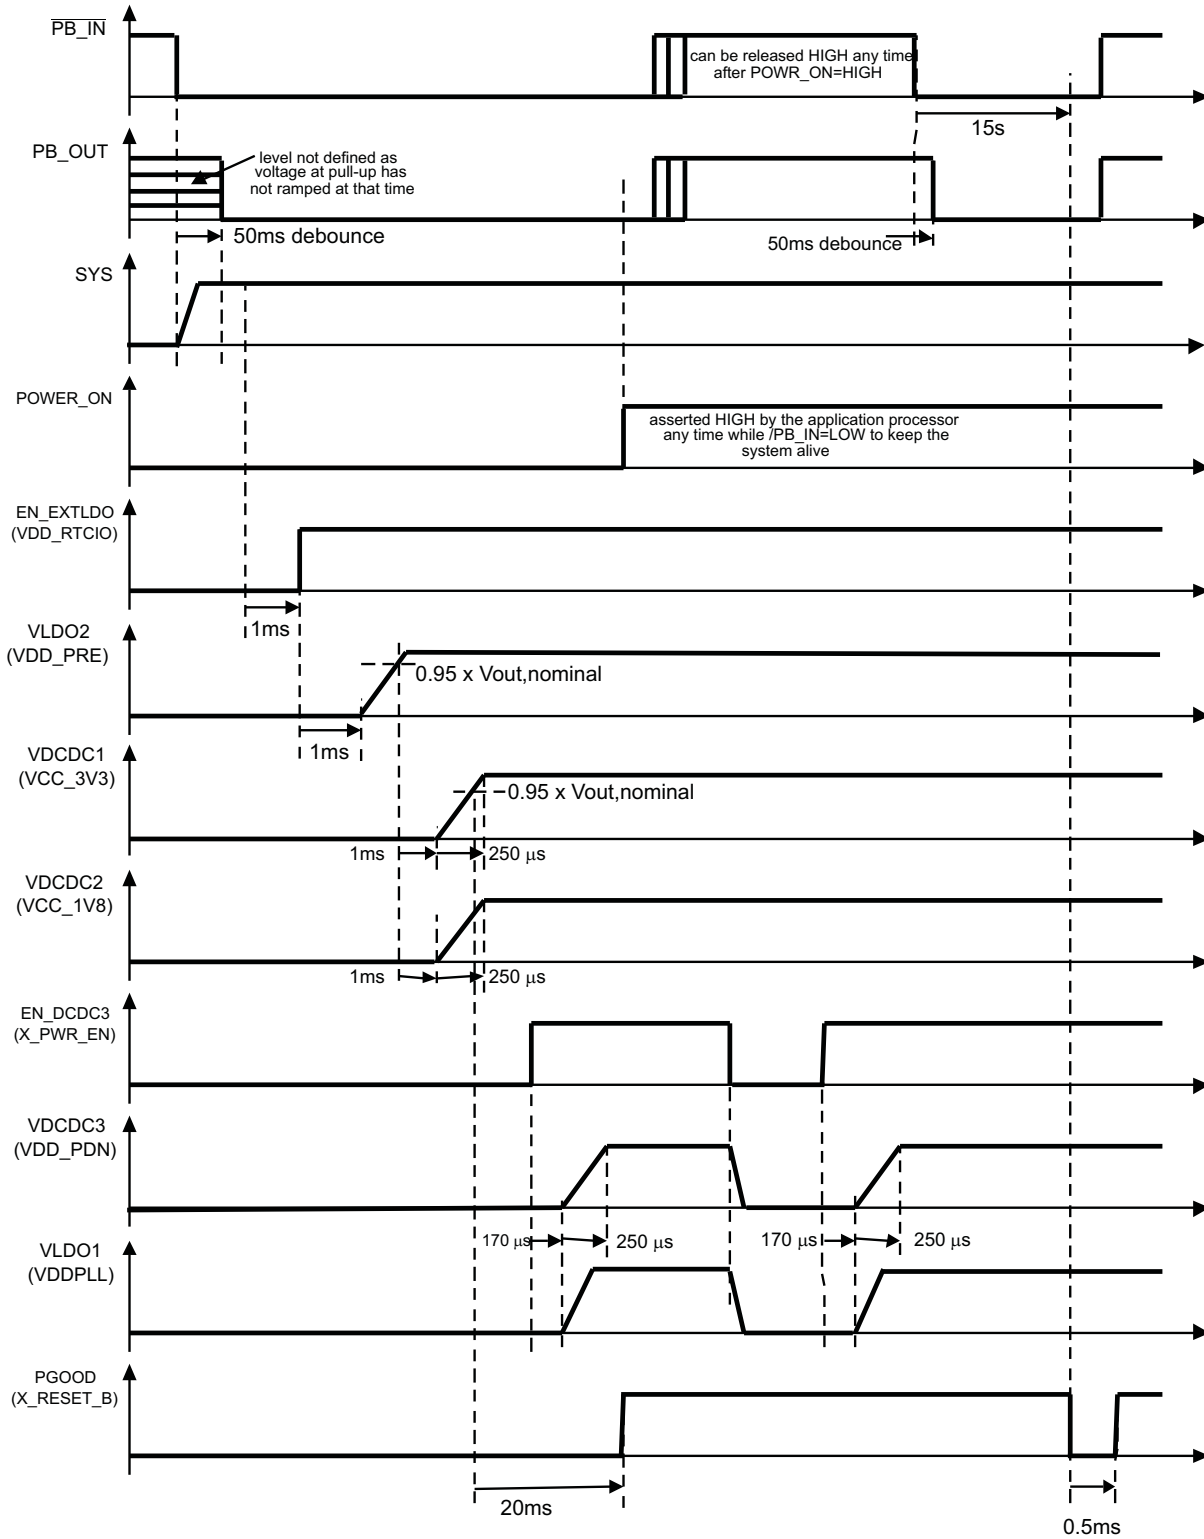 PB_IN
can be released HIGH any time
after POWR_ON=HIGH
15s
PB_OUT
level not defined as
voltage at pull-up has
not ramped at that time
50ms debounce
50ms debounce
SYS
POWER_ON
asserted HIGH by the application processor
any time while /PB_IN=LOW to keep the
system alive
EN_EXTLDO
(VDD_RTCIO)
1ms
VLDO2
(VDD_PRE)
0.95 x Vout,nominal
1ms
VDCDC1
(VCC_3V3)
0.95 x Vout,nominal
1ms
250 μs
VDCDC2
(VCC_1V8)
1ms
250 μs
EN_DCDC3
(X_PWR_EN)
VDCDC3
(VDD_PDN)
170 μs
250 μs
170 μs
250 μs
VLDO1
(VDDPLL)
PGOOD
(X_RESET_B)
20ms
0.5ms